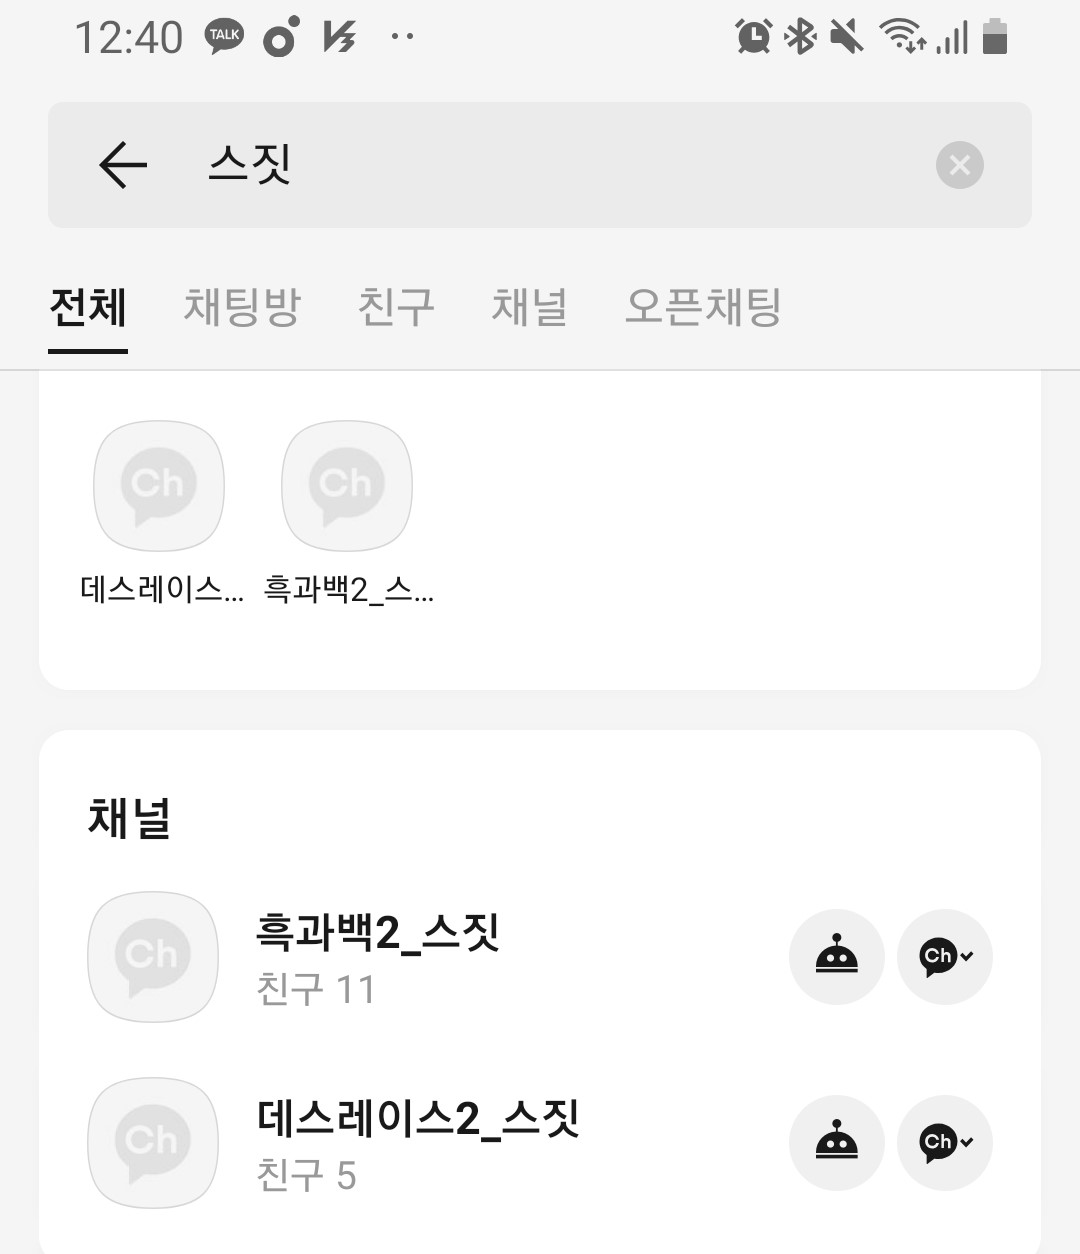 12:40 TALK
스짓
전체 채팅방 친구 채널 오픈채팅
Ch Ch
데스레이스... 흑과백2_스...
채널
Ch 흑과백2_스짓 Ch
친구 11
Ch 데스레이스2_스짓 Ch
친구 5